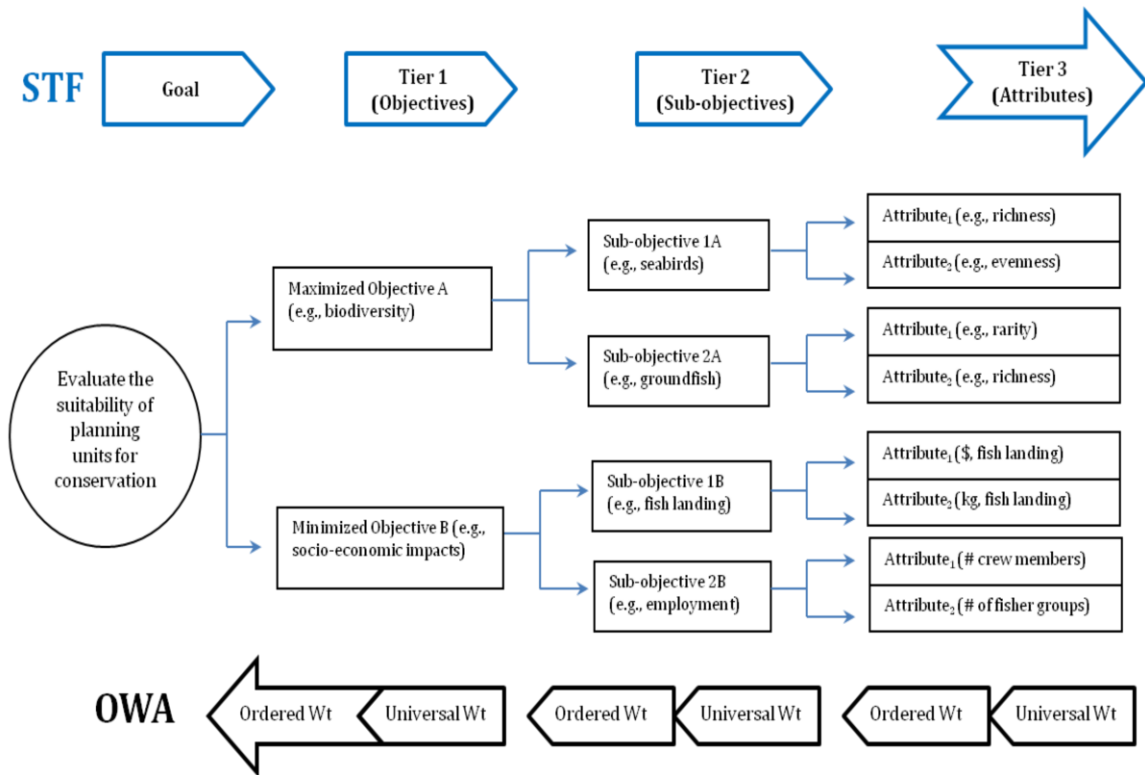 STF
Goal
Tier 1
(Objectives)
Tier 2
(Sub-objectives)
Tier 3
(Attributes)
Evaluate the
suitability of
planning
units for
conservation
Maximized Objective A
(e.g., biodiversity)
Minimized Objective B (e.g.,
socio-economic impacts)
Sub-objective 1A
(e.g., seabirds)
Sub-objective 2A
(e.g., groundfish)
Sub-objective 1B
(e.g., fish landing)
Sub-objective 2B
(e.g., employment)
Attribute₁ (e.g., richness)
Attribute₂ (e.g., evenness)
Attribute₁ (e.g., rarity)
Attribute₂ (e.g., richness)
Attribute₁ ($, fish landing)
Attribute₂ (kg, fish landing)
Attribute₁ (# crew members)
Attribute₂ (# of fisher groups)
OWA
Ordered Wt
Universal Wt
Ordered Wt
Universal Wt
Ordered Wt
Universal Wt